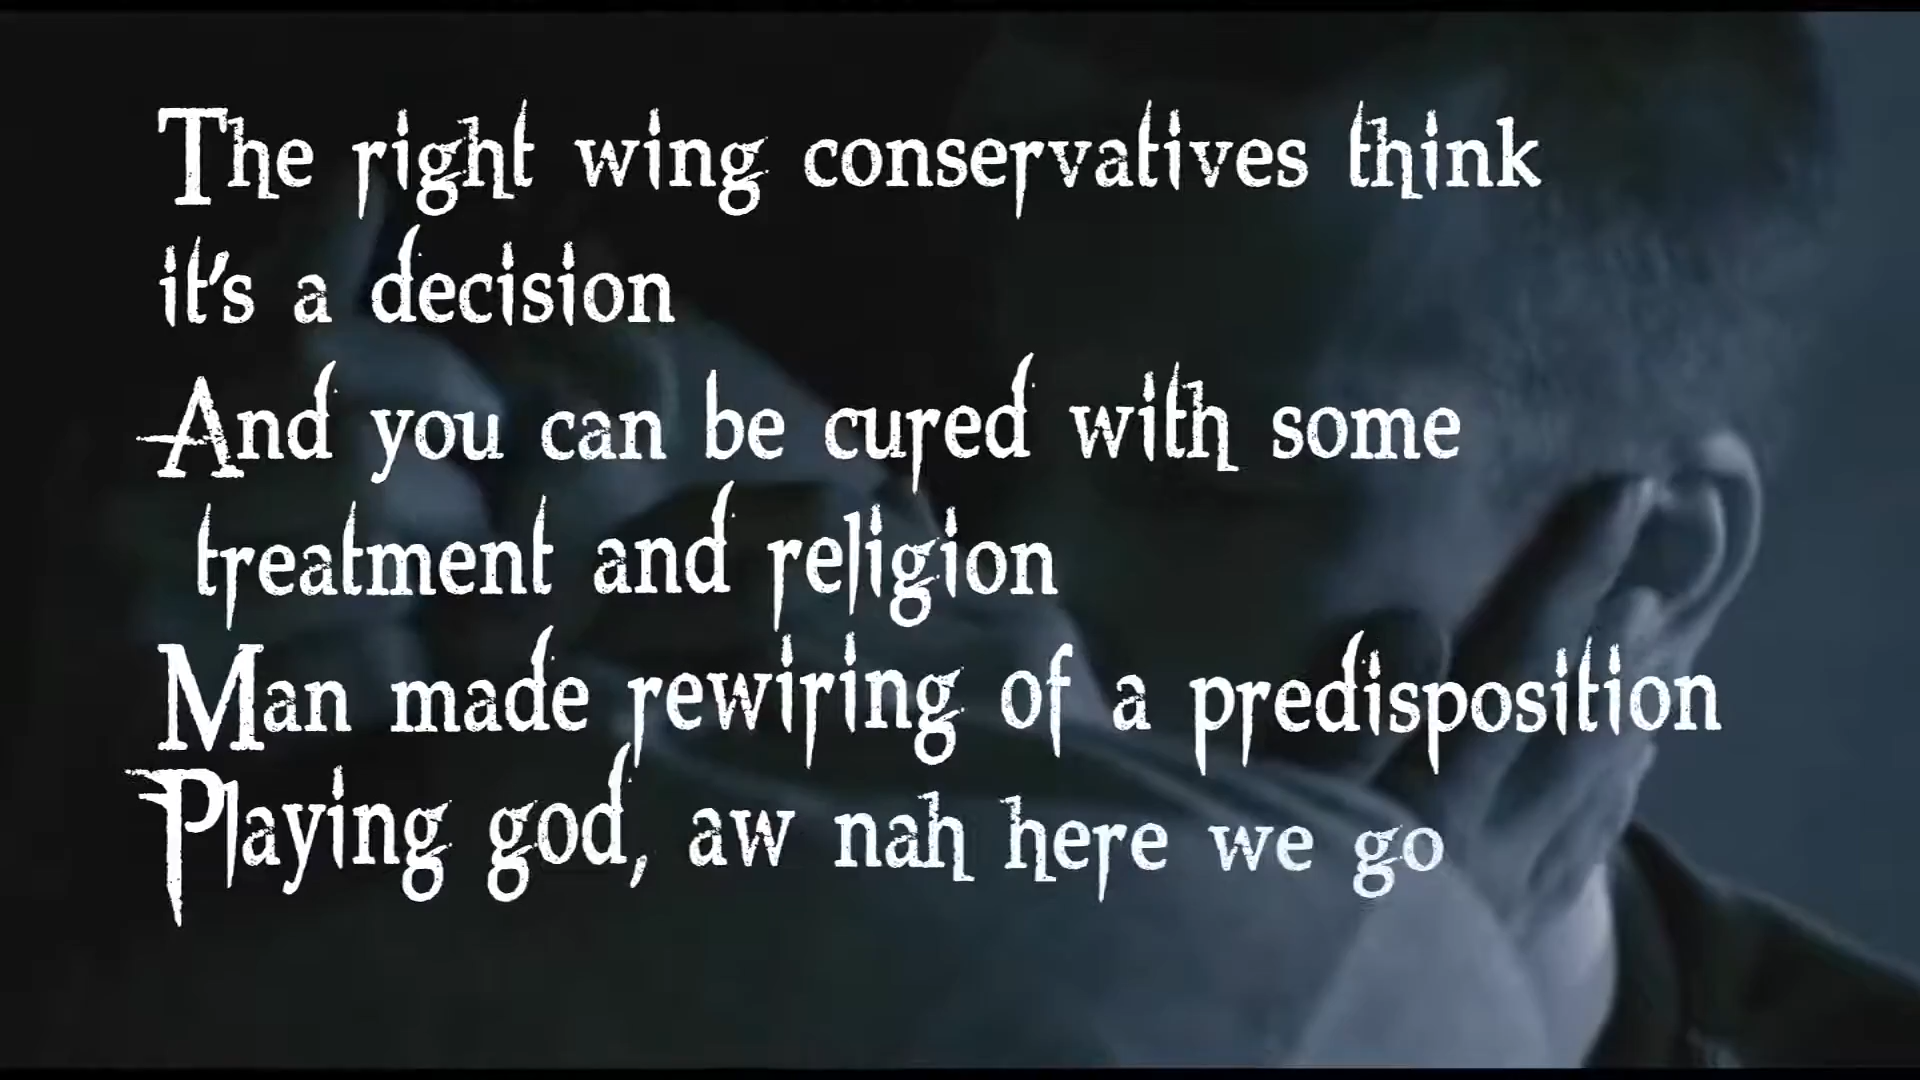 The right wing conservatives think
it's a decision
And you can be cured with some
treatment and religion
Man made rewiring of a predisposition
Playing god, aw nah here we go